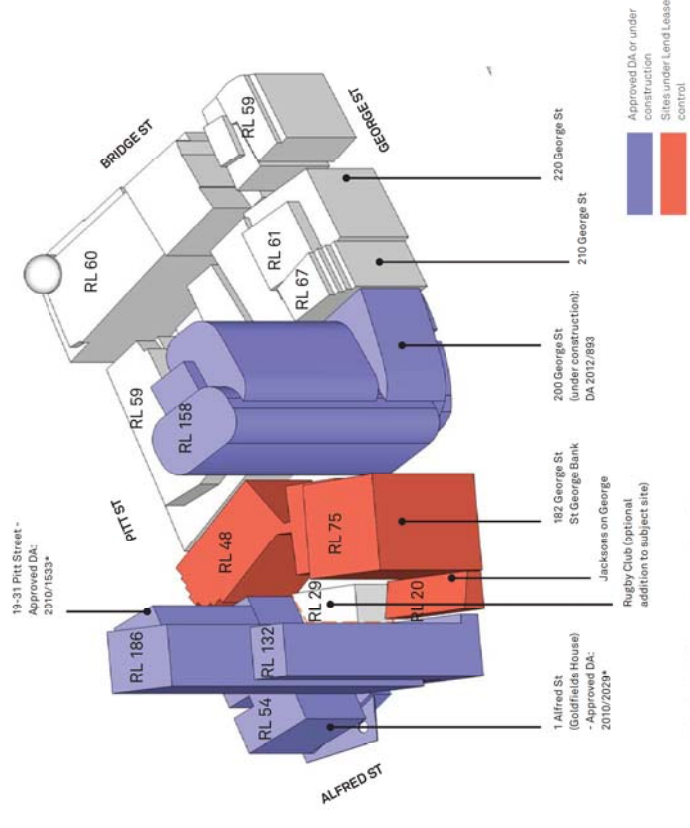 19-31 Pitt Street -
Approved DA:
2010/1533*
BRIDGE ST
GEORGE ST
PITT ST
ALFRED ST
RL 60
RL 59
RL 59
RL 61
RL 67
RL 158
RL 48
RL 75
RL 29
RL 20
RL 186
RL 132
RL 54
1 Alfred St
(Goldfields House)
- Approved DA:
2010/2029*
Rugby Club (optional
addition to subject site)
Jacksons on George
182 George St
St George Bank
200 George St
(under construction):
DA 2012/893
210 George St
220 George St
Approved DA or under
construction
Sites under Lend Lease
control